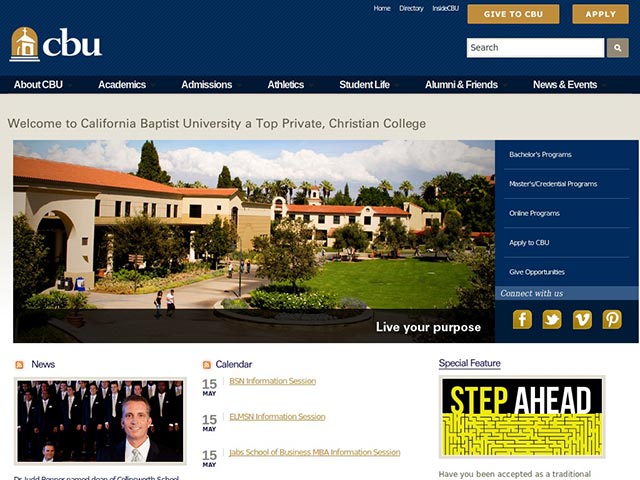 Home Directory InsideCBU
GIVE TO CBU
APPLY
cbu
Search
About CBU Academics Admissions Athletics Student Life Alumni & Friends News & Events
Welcome to California Baptist University a Top Private, Christian College
Bachelor's Programs
Master's/Credential Programs
Online Programs
Apply to CBU
Give Opportunities
Connect with us
Live your purpose
News
Calendar
15
MAY
BSN Information Session
15
MAY
ELMSN Information Session
15
MAY
Jabs School of Business MBA Information Session
Special Feature
STEP AHEAD
Have you been accepted as a traditional
Dr. Judd Bonner named dean of Collinsworth School